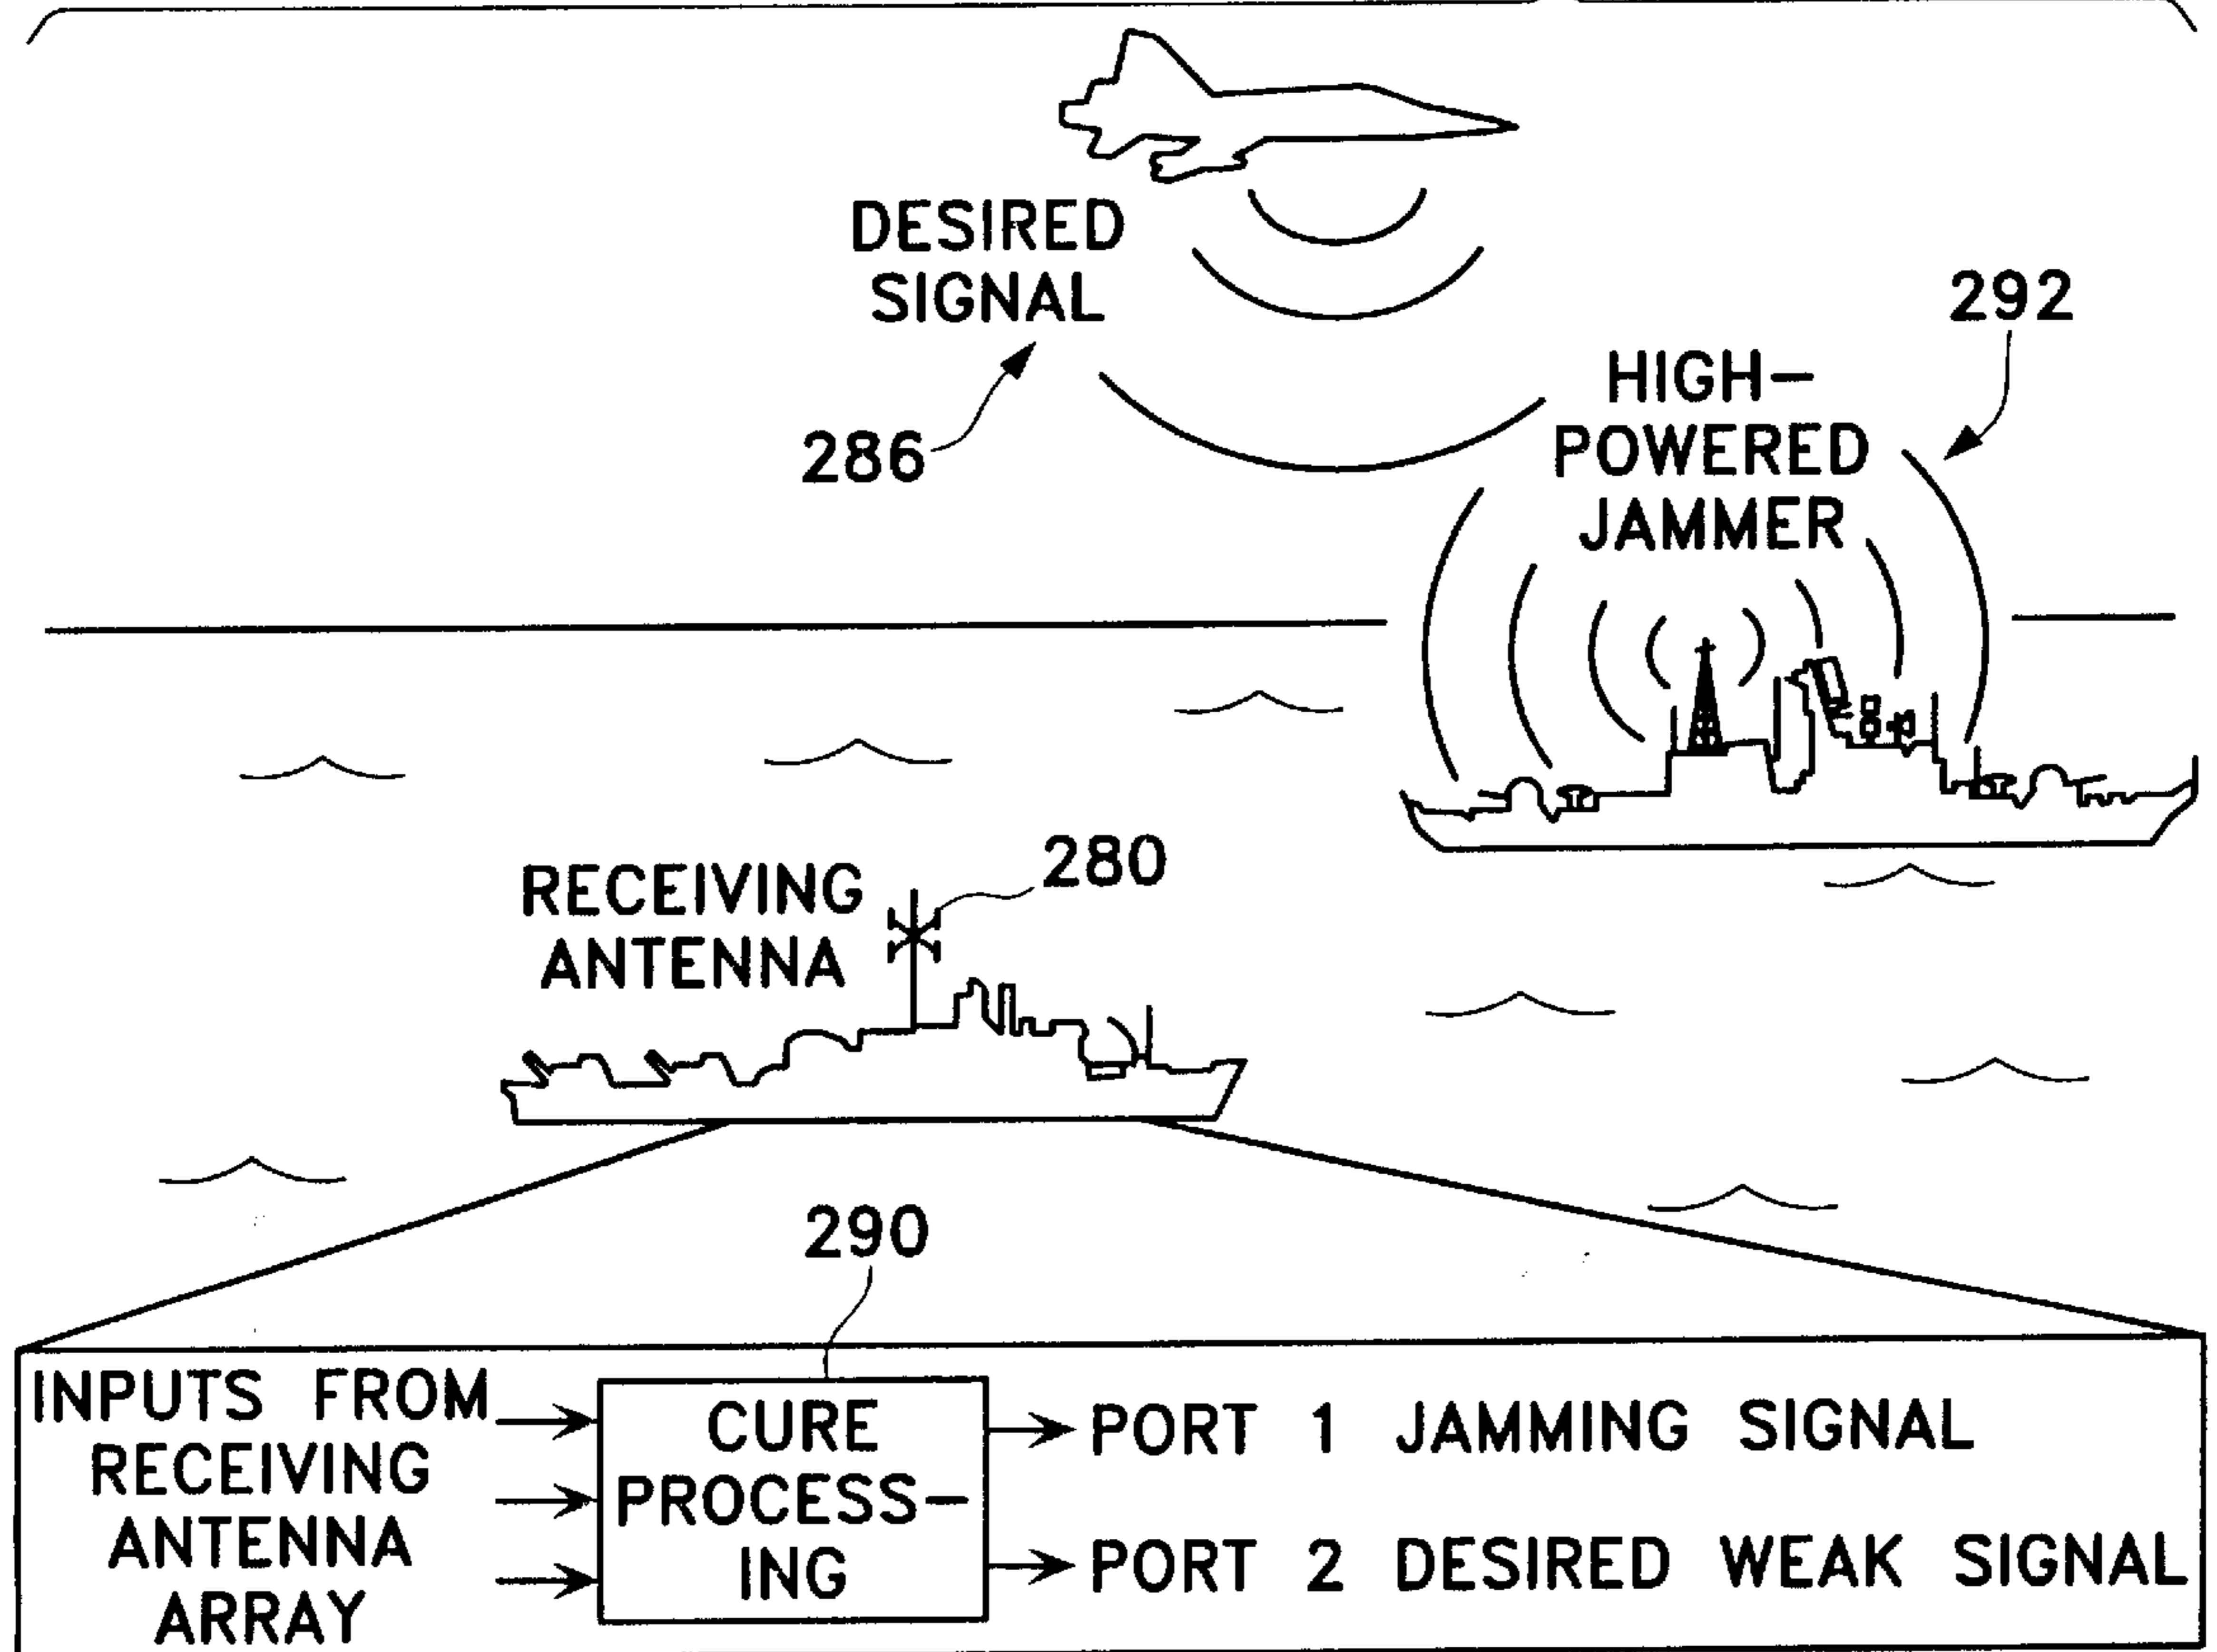 DESIRED
SIGNAL
286
292
HIGH–
POWERED
JAMMER
RECEIVING
ANTENNA
280
290
INPUTS FROM
RECEIVING
ANTENNA
ARRAY
CURE
PROCESS–
ING
PORT 1 JAMMING SIGNAL
PORT 2 DESIRED WEAK SIGNAL